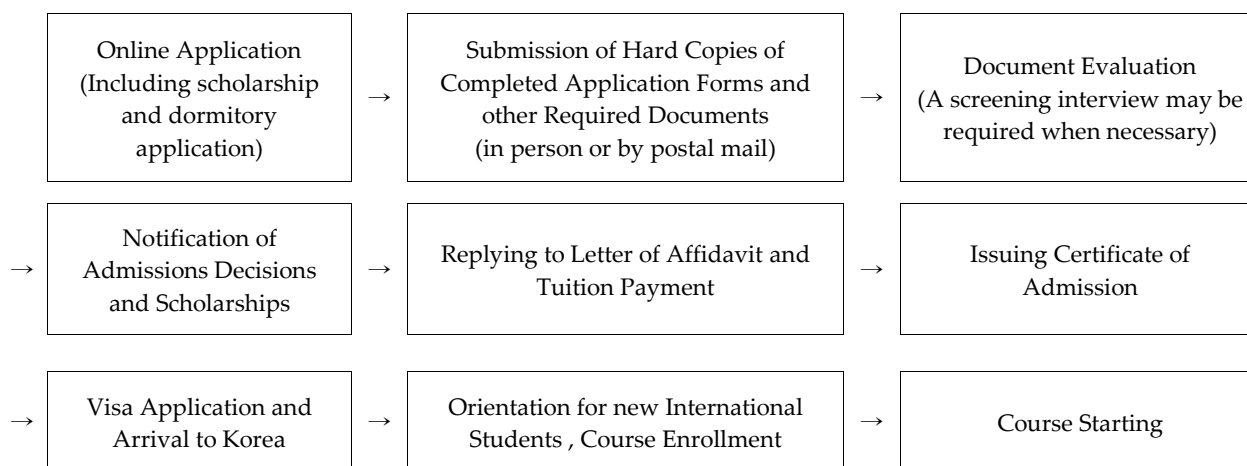 Online Application
(Including scholarship
and dormitory
application)
→
Submission of Hard Copies of
Completed Application Forms and
other Required Documents
(in person or by postal mail)
→
Document Evaluation
(A screening interview may be
required when necessary)
→
Notification of
Admissions Decisions
and Scholarships
→
Replying to Letter of Affidavit and
Tuition Payment
→
Issuing Certificate of
Admission
→
Visa Application and
Arrival to Korea
→
Orientation for new International
Students , Course Enrollment
→
Course Starting